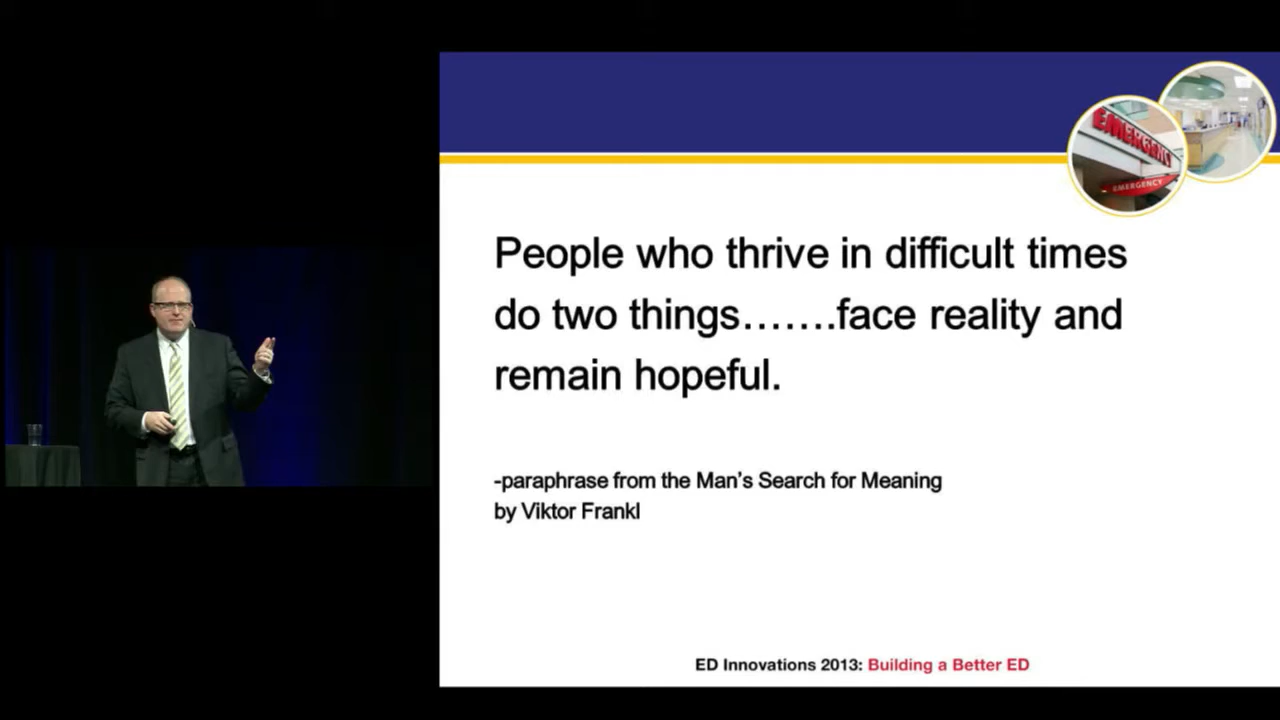 EMERGENCY
EMERGENCY
People who thrive in difficult times
do two things…….face reality and
remain hopeful.
-paraphrase from the Man’s Search for Meaning
by Viktor Frankl
ED Innovations 2013: Building a Better ED